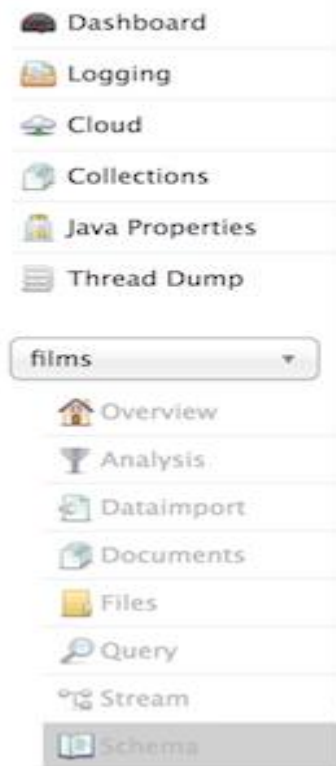 Dashboard
Logging
Cloud
Collections
Java Properties
Thread Dump
films
Overview
Analysis
Dataimport
Documents
Files
Query
Stream
Schema